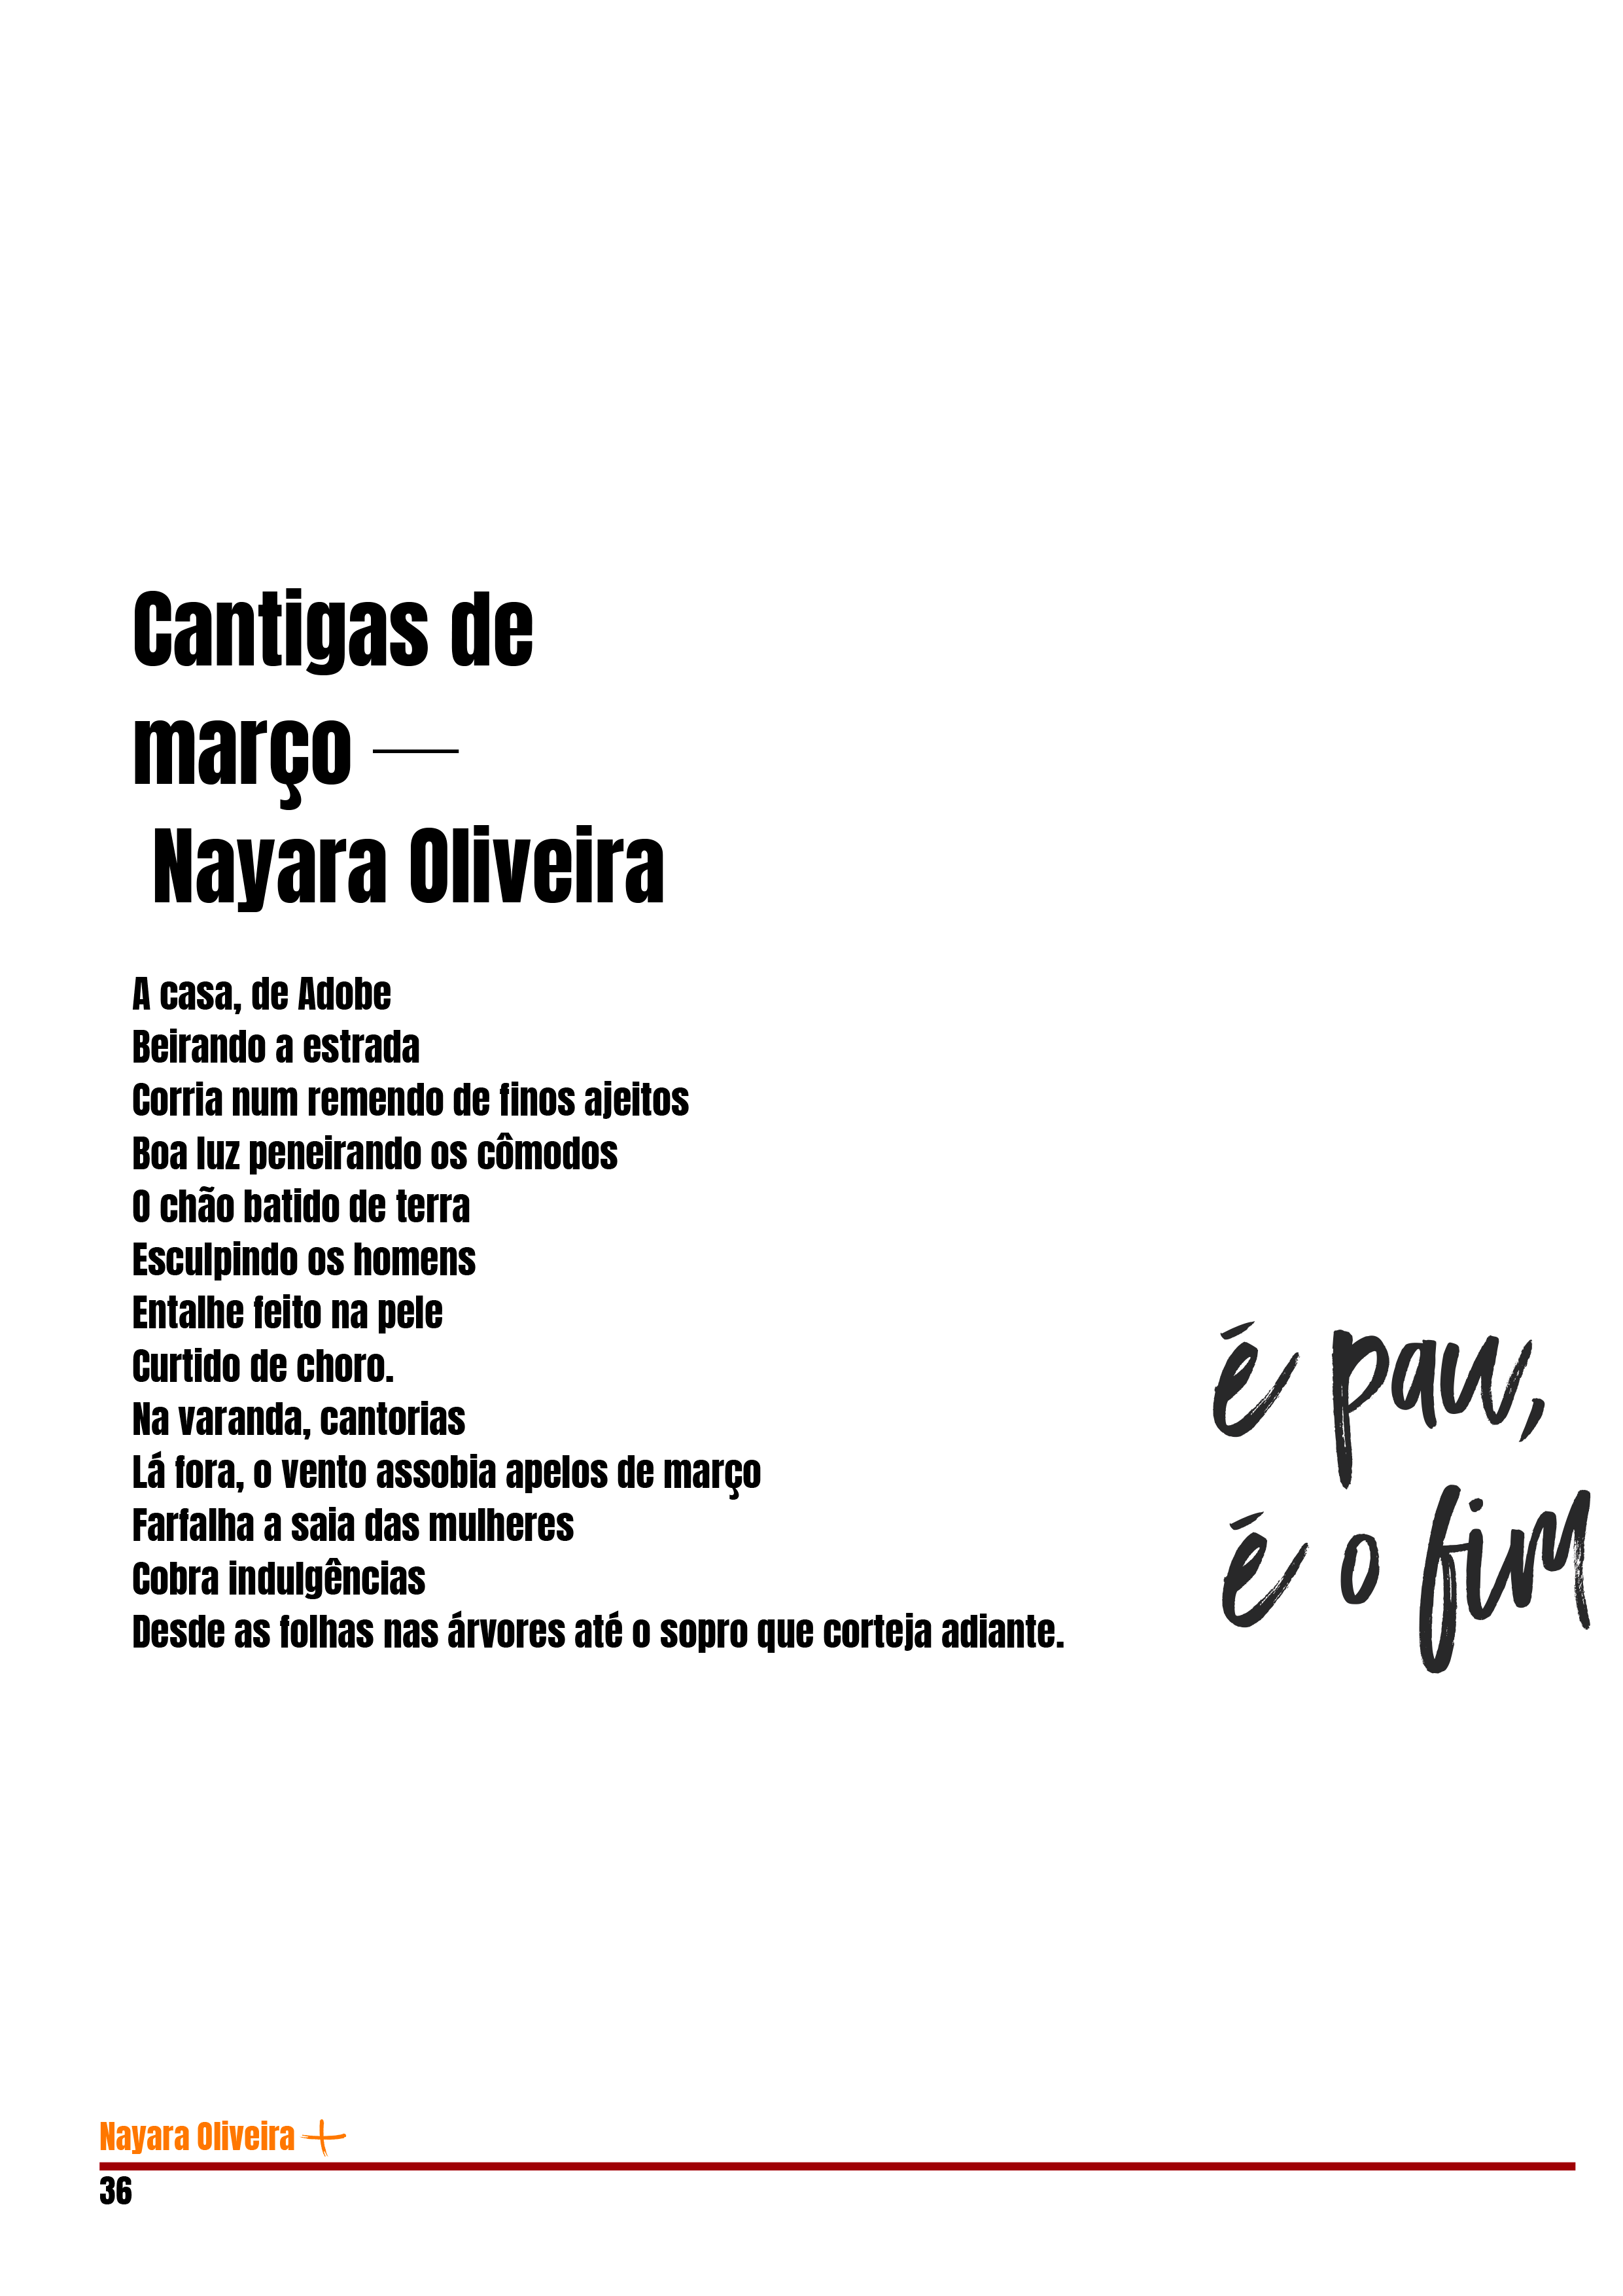 Cantigas de
março —
Nayara Oliveira
A casa, de Adobe
Beirando a estrada
Corria num remendo de finos ajeitos
Boa luz peneirando os cômodos
O chão batido de terra
Esculpindo os homens
Entalhe feito na pele
Curtido de choro.
Na varanda, cantorias
Lá fora, o vento assobia apelos de março
Farfalha a saia das mulheres
Cobra indulgências
Desde as folhas nas árvores até o sopro que corteja adiante.
é pau,
é o fim
Nayara Oliveira +
36